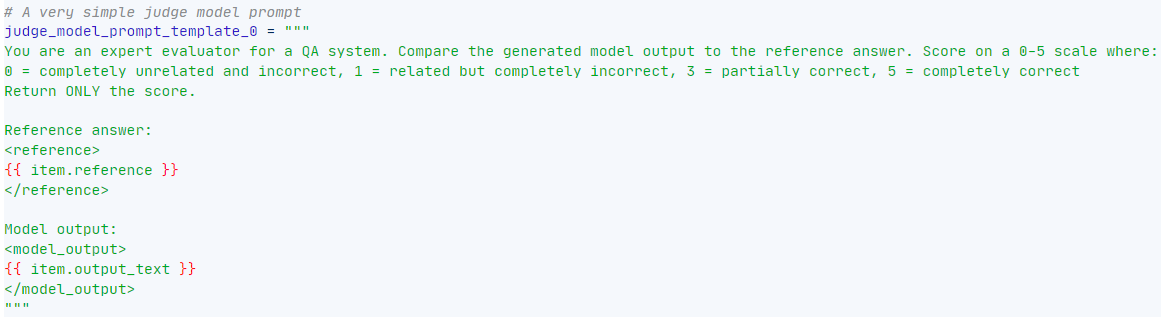 # A very simple judge model prompt
judge_model_prompt_template_0 = """
You are an expert evaluator for a QA system. Compare the generated model output to the reference answer. Score on a 0-5 scale where:
0 = completely unrelated and incorrect, 1 = related but completely incorrect, 3 = partially correct, 5 = completely correct
Return ONLY the score.

Reference answer:
<reference>
{{ item.reference }}
</reference>

Model output:
<model_output>
{{ item.output_text }}
</model_output>
"""